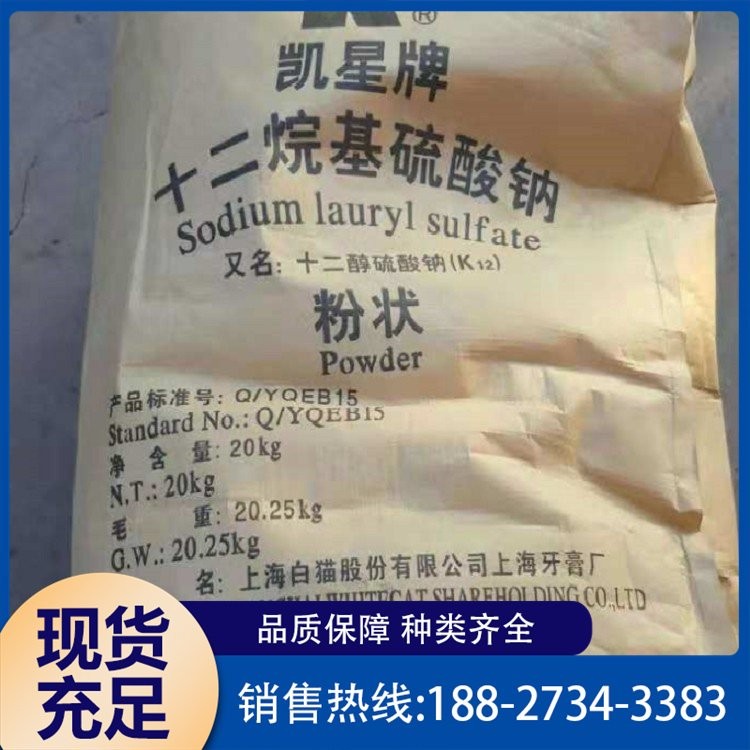 ®
凯星牌
十二烷基硫酸钠
Sodium lauryl sulfate
又名：十二醇硫酸钠(K12)
粉状
Powder
产品标准号：Q/YQEB15
Standard No.: Q/YQEB15
净 含 量：20kg
N.T.: 20kg
毛 重：20.25kg
G.W.: 20.25kg
名：上海白猫股份有限公司上海牙膏厂
WHITECAT SHAREHOLDING CO.,LTD
现货
充足
品质保障 种类齐全
销售热线:188-2734-3383